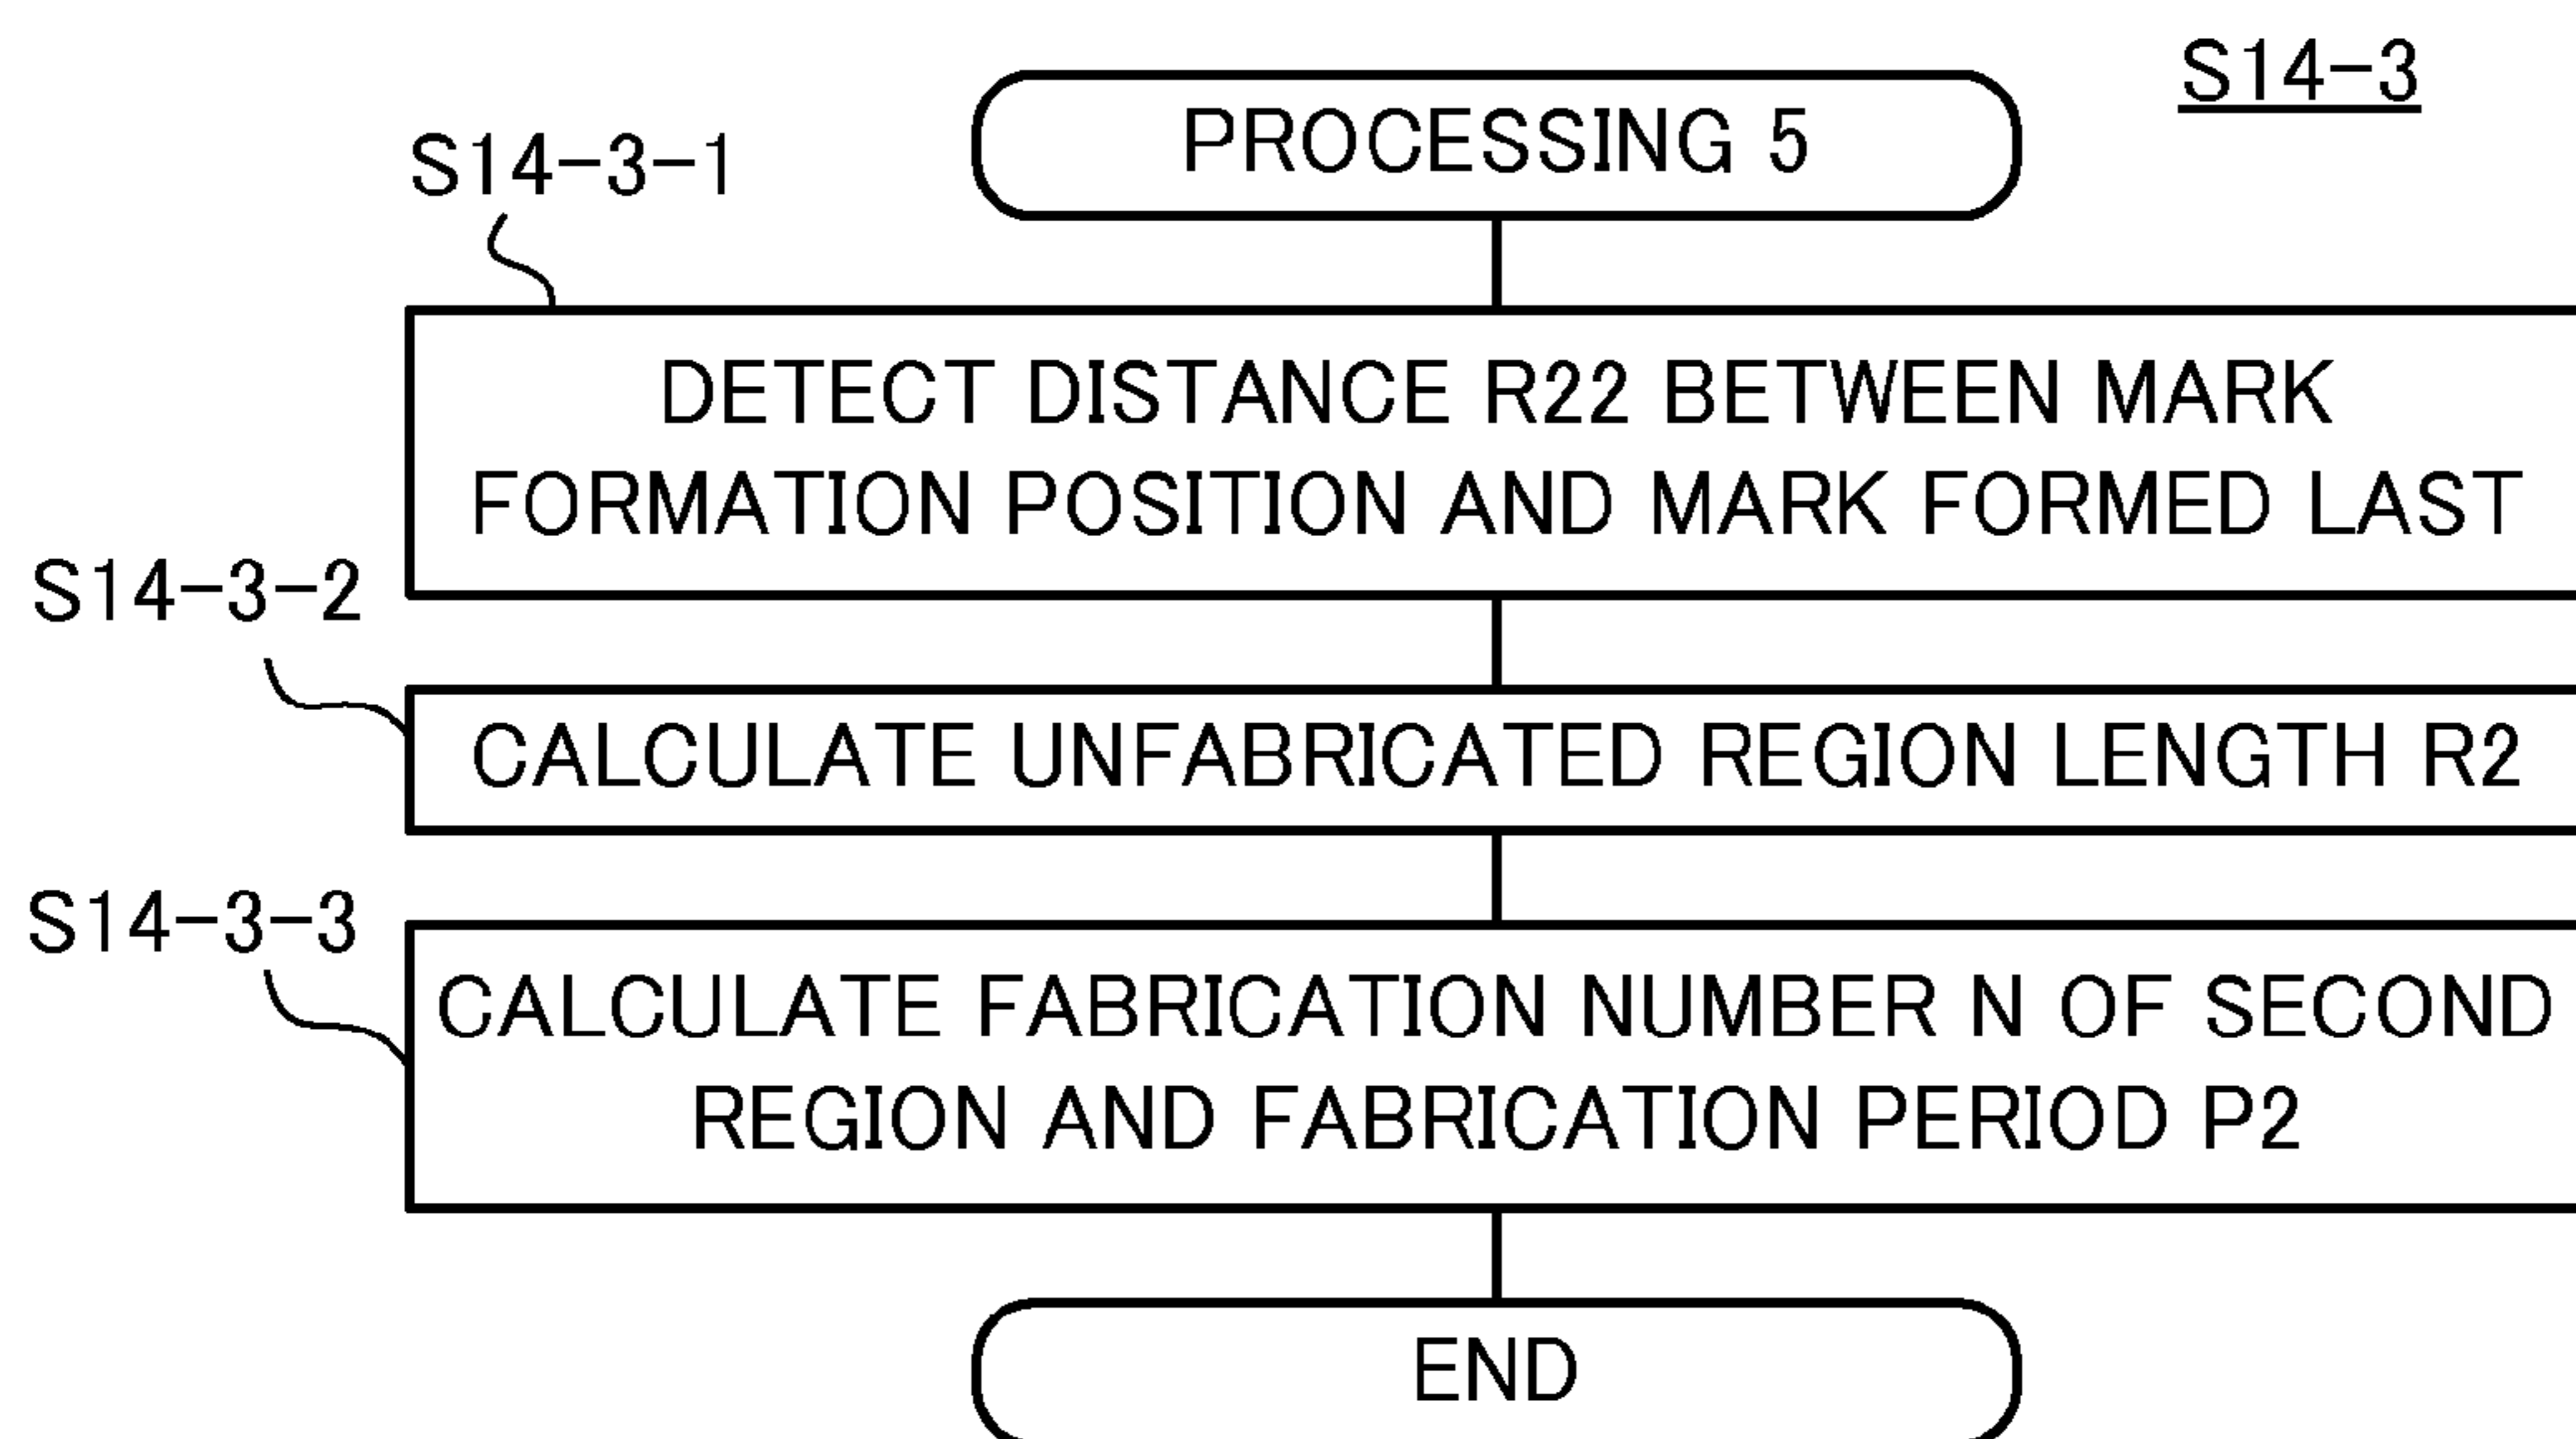 S14-3
PROCESSING 5
S14-3-1
DETECT DISTANCE R22 BETWEEN MARK
FORMATION POSITION AND MARK FORMED LAST
S14-3-2
CALCULATE UNFABRICATED REGION LENGTH R2
S14-3-3
CALCULATE FABRICATION NUMBER N OF SECOND
REGION AND FABRICATION PERIOD P2
END